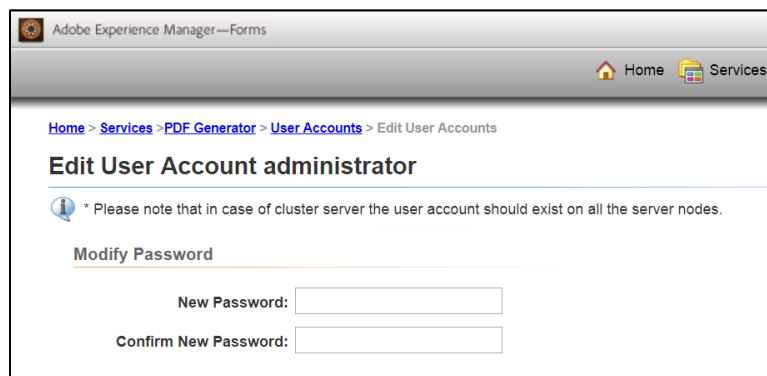 Adobe Experience Manager—Forms
Home Services
Home > Services >PDF Generator > User Accounts > Edit User Accounts
Edit User Account administrator
* Please note that in case of cluster server the user account should exist on all the server nodes.
Modify Password
New Password:
Confirm New Password: